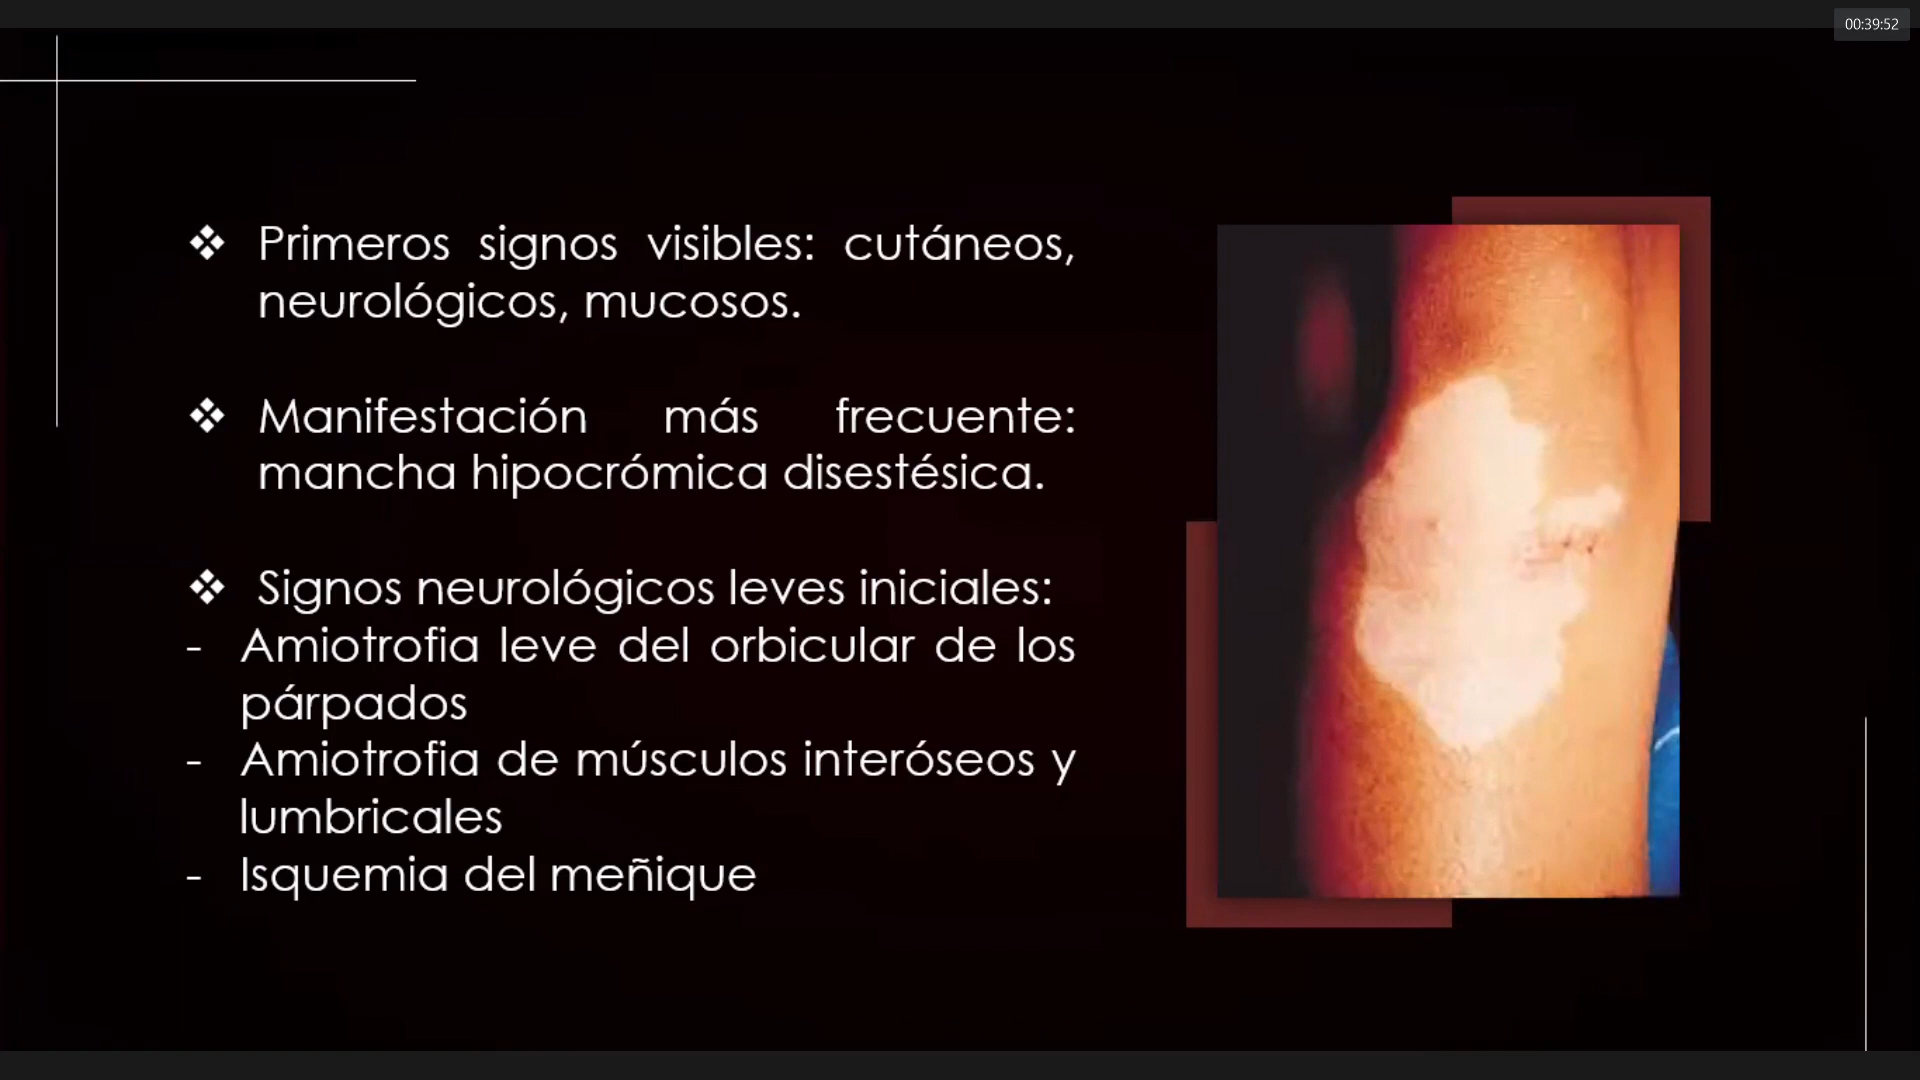 00:39:52
❖ Primeros signos visibles: cutáneos,
neurológicos, mucosos.
❖ Manifestación más frecuente:
mancha hipocrómica disestésica.
❖ Signos neurológicos leves iniciales:
- Amiotrofia leve del orbicular de los
párpados
- Amiotrofia de músculos interóseos y
lumbricales
- Isquemia del meñique